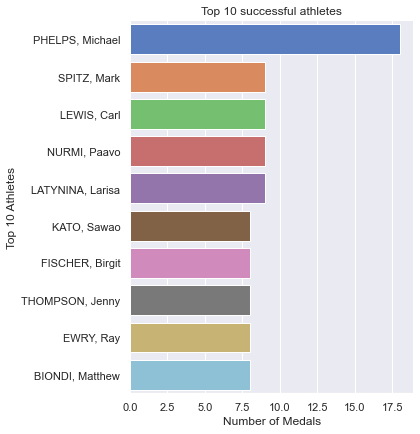 Top 10 successful athletes
Top 10 Athletes
PHELPS, Michael
SPITZ, Mark
LEWIS, Carl
NURMI, Paavo
LATYNINA, Larisa
KATO, Sawao
FISCHER, Birgit
THOMPSON, Jenny
EWRY, Ray
BIONDI, Matthew
0.0 2.5 5.0 7.5 10.0 12.5 15.0 17.5
Number of Medals